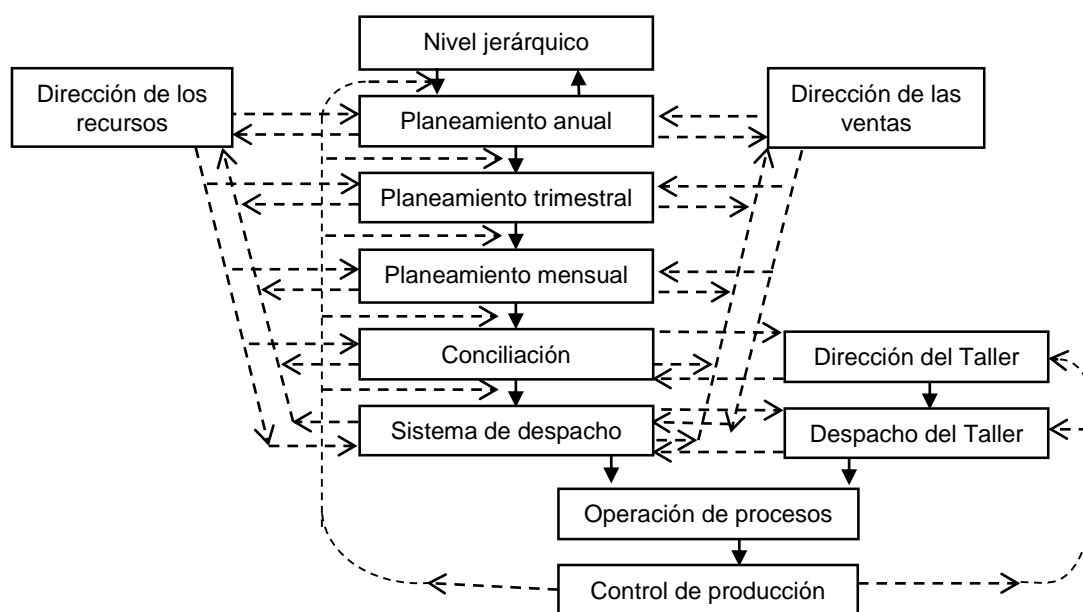 Nivel jerárquico
Dirección de los
recursos
Dirección de las
ventas
Planeamiento anual
Planeamiento trimestral
Planeamiento mensual
Conciliación
Dirección del Taller
Sistema de despacho
Despacho del Taller
Operación de procesos
Control de producción